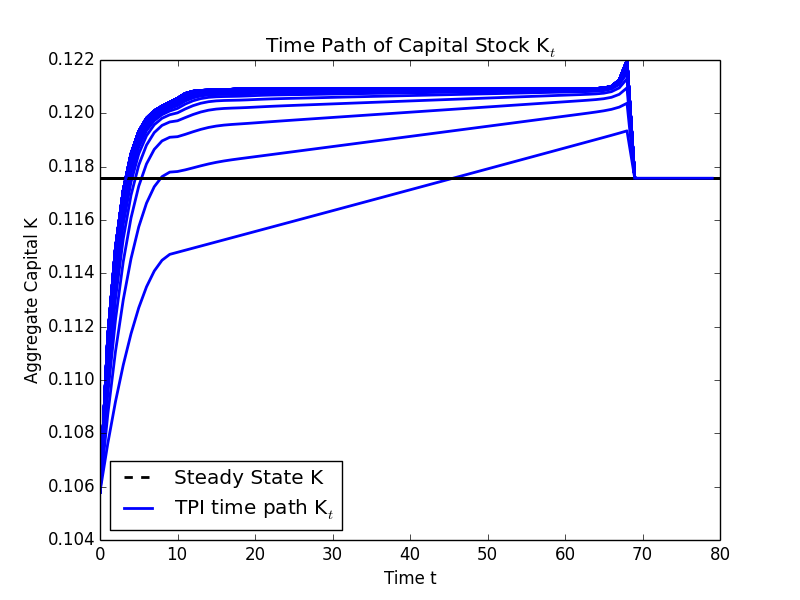 Time Path of Capital Stock K_t
0.122
0.120
0.118
0.116
0.114
0.112
0.110
0.108
0.106
0.104
Aggregate Capital K
Steady State K
TPI time path K_t
0 10 20 30 40 50 60 70 80
Time t